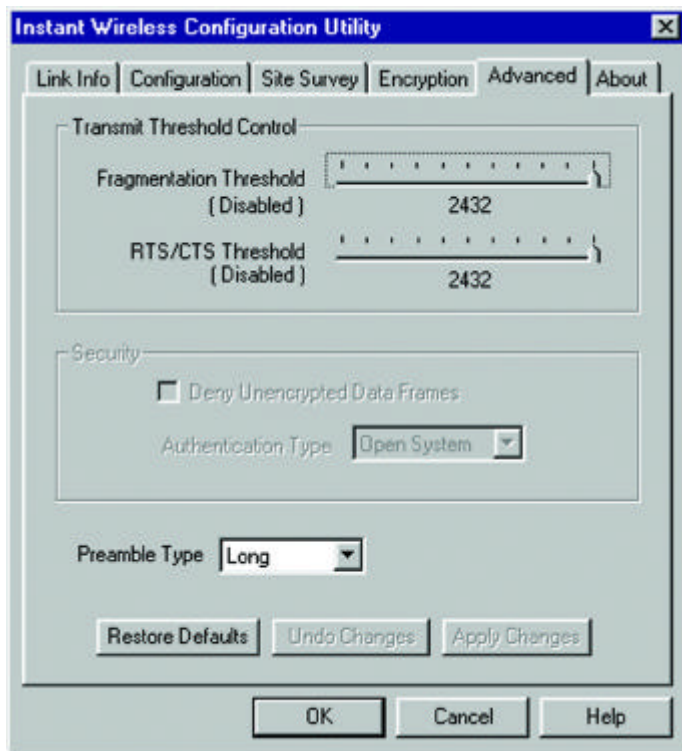 Instant Wireless Configuration Utility
Link Info Configuration Site Survey Encryption Advanced About
Transmit Threshold Control
Fragmentation Threshold
( Disabled )
2432
RTS/CTS Threshold
( Disabled )
2432
Security
Deny Unencrypted Data Frames
Authentication Type Open System
Preamble Type Long
Restore Defaults Undo Changes Apply Changes
OK Cancel Help